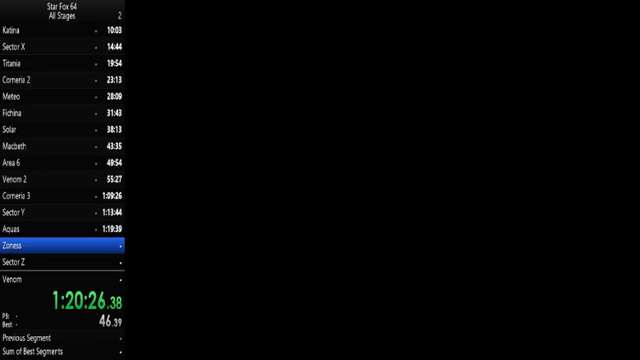 Star Fox 64
All Stages 2
Katina - 10:03
Sector X - 14:44
Titania - 19:54
Corneria 2 - 23:13
Meteo - 28:09
Fichina - 31:43
Solar - 38:13
Macbeth - 43:35
Area 6 - 49:54
Venom 2 - 55:27
Corneria 3 - 1:09:26
Sector Y - 1:13:44
Aquas - 1:19:39
Zoness -
Sector Z -
Venom -
1:20:26.38
PB: -
Best: -
46.39
Previous Segment -
Sum of Best Segments -